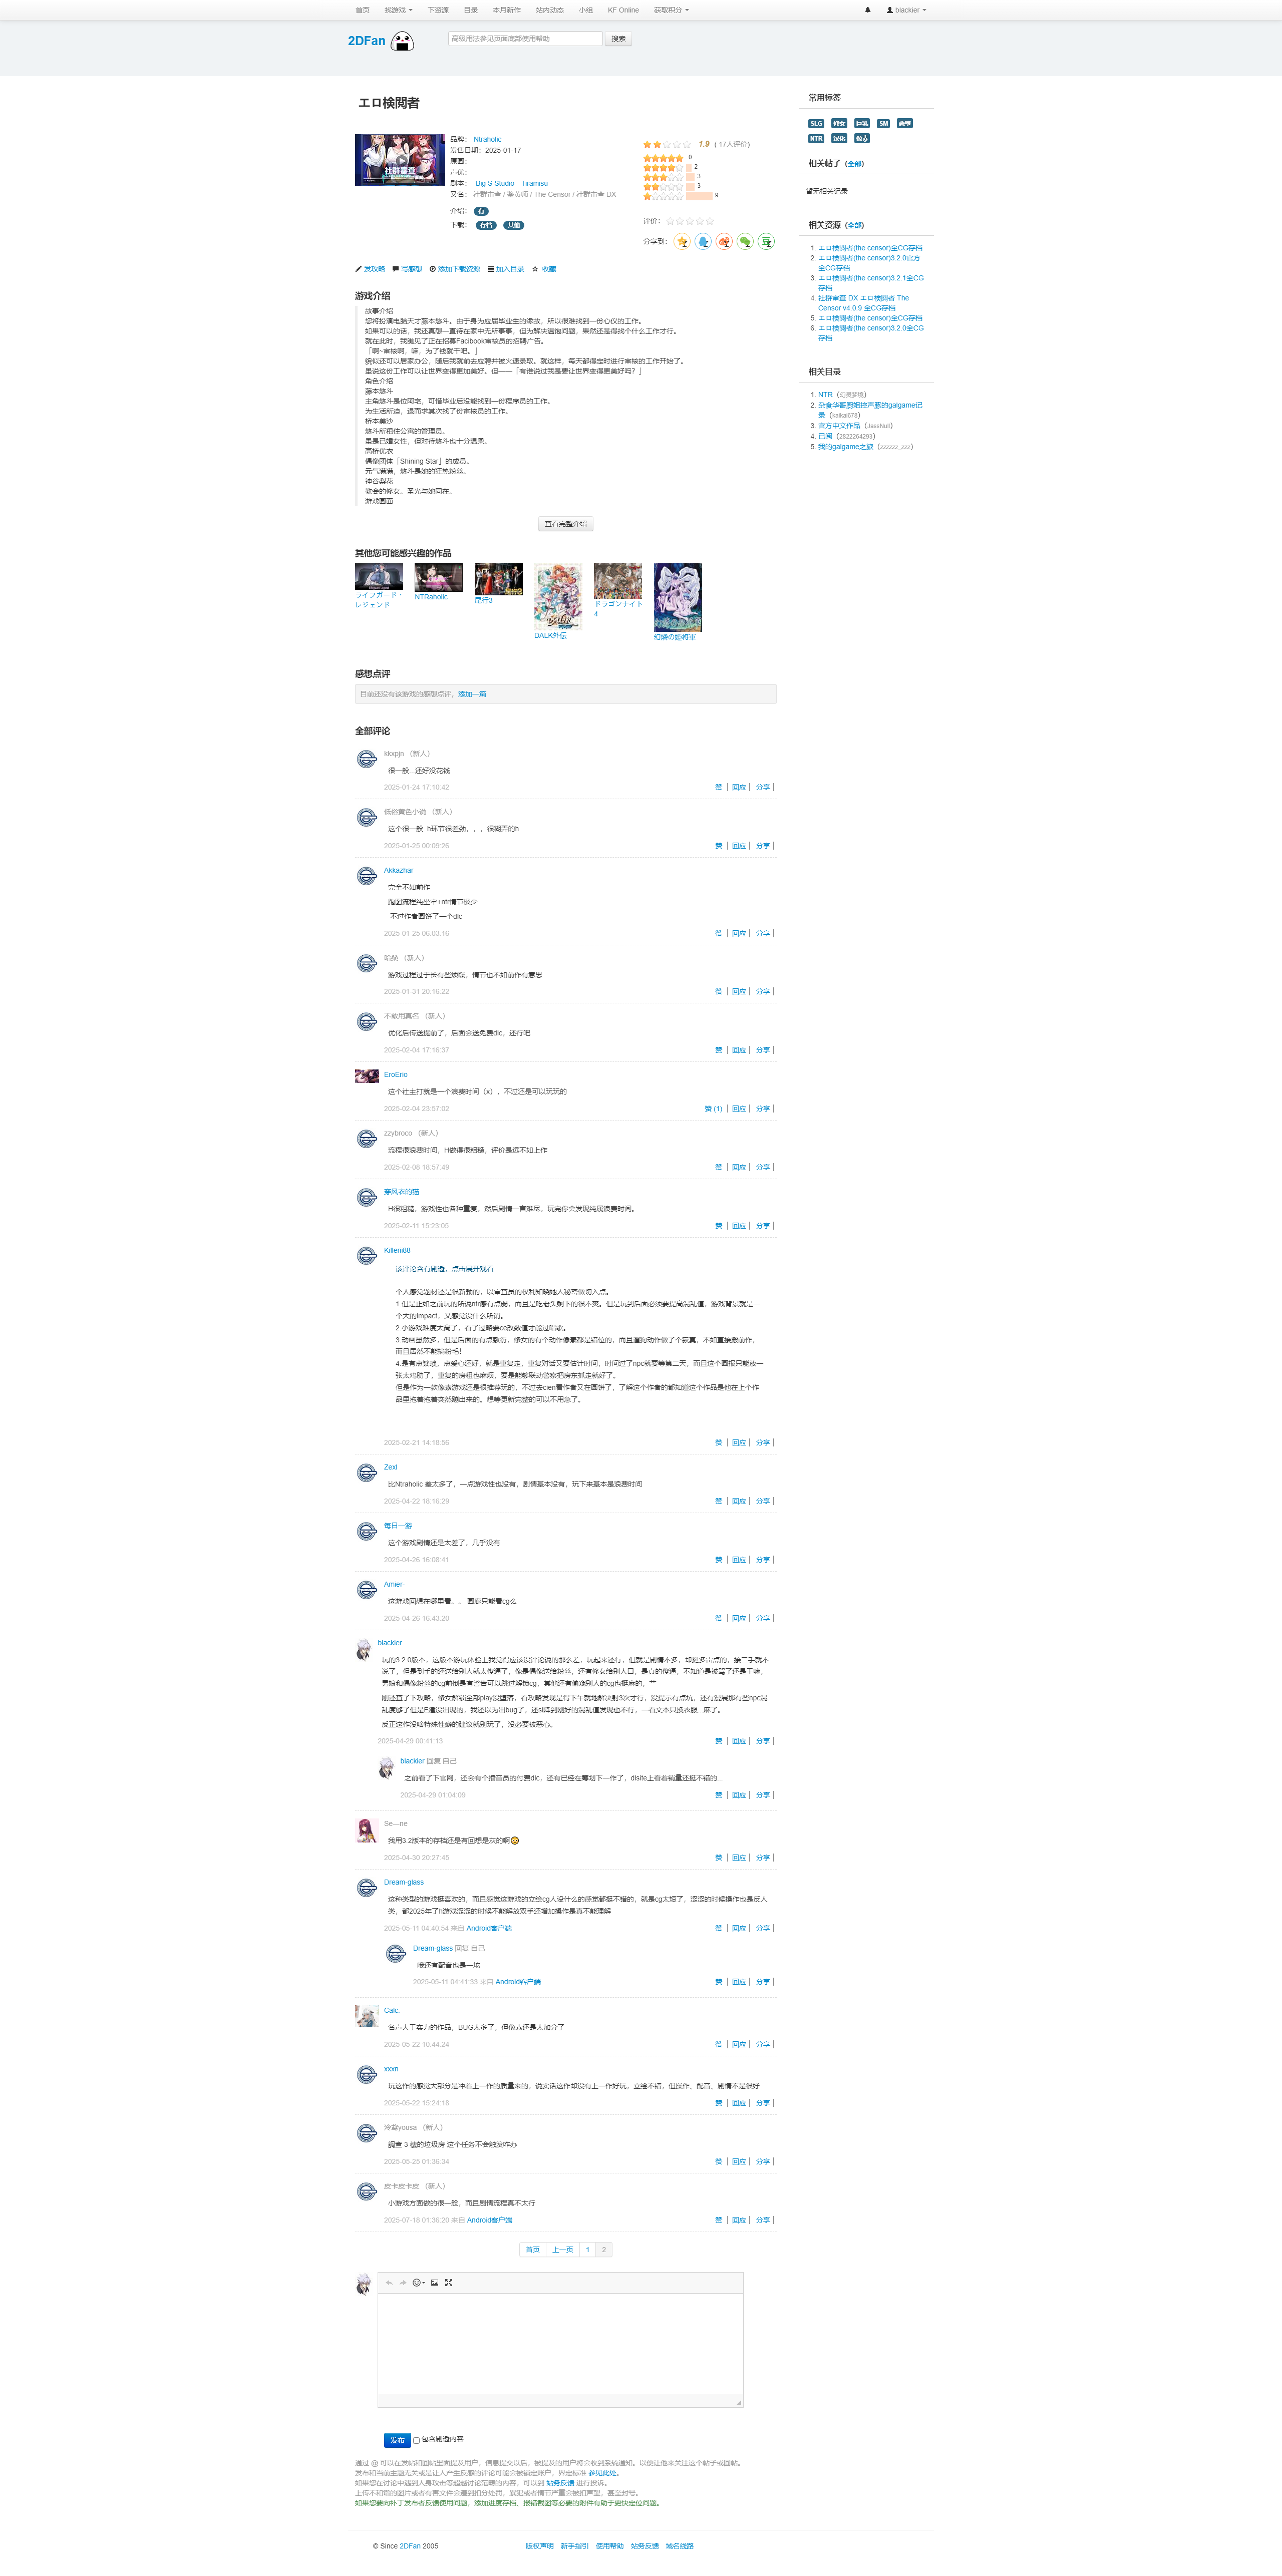 首页 找游戏 下资源 目录 本月新作 站内动态 小组 KF Online 获取积分 blackier
2DFan
高级用法参见页面底部使用帮助 搜索
エロ検閲者
品牌： Ntraholic
发售日期：2025-01-17
原画：
声优：
剧本： Big S Studio Tiramisu
又名： 社群审查 / 鉴黄师 / The Censor / 社群审查 DX
介绍： 有
下载： 存档 其他
1.9 ( 17人评价)
0
2
3
3
9
评价：
分享到：
发攻略 写感想 添加下载资源 加入目录 收藏
游戏介绍
故事介绍
您将扮演电脑天才藤本悠斗。由于身为应届毕业生的缘故，所以很难找到一份心仪的工作。
如果可以的话，我还真想一直待在家中无所事事，但为解决温饱问题，果然还是得找个什么工作才行。
就在此时，我瞧见了正在招募Facibook审核员的招聘广告。
「啊~审核啊，嘛，为了钱就干吧。」
貌似还可以居家办公，随后我就前去应聘并被火速录取。就这样，每天都得定时进行审核的工作开始了。
虽说这份工作可以让世界变得更加美好。但——「有谁说过我是要让世界变得更美好吗？」
角色介绍
藤本悠斗
主角悠斗是位阿宅，可惜毕业后没能找到一份程序员的工作。
为生活所迫，退而求其次找了份审核员的工作。
桥本美沙
悠斗所租住公寓的管理员。
虽是已婚女性，但对待悠斗也十分温柔。
高桥优衣
偶像团体「Shining Star」的成员。
元气满满，悠斗是她的狂热粉丝。
神谷梨花
教会的修女。圣光与她同在。
游戏画面
查看完整介绍
其他您可能感兴趣的作品
ライフガード・レジェンド
NTRaholic
尾行3
DALK外伝
ドラゴンナイト4
幻燐の姫将軍
感想点评
目前还没有该游戏的感想点评，添加一篇
全部评论
kkxpjn （新人）
很一般...还好没花钱
2025-01-24 17:10:42 赞 回应 分享
低俗黄色小说 （新人）
这个很一般 h环节很差劲，，，很糊弄的h
2025-01-25 00:09:26 赞 回应 分享
Akkazhar
完全不如前作
跑图流程纯坐牢+ntr情节极少
不过作者画饼了一个dlc
2025-01-25 06:03:16 赞 回应 分享
哈桑 （新人）
游戏过程过于长有些烦躁，情节也不如前作有意思
2025-01-31 20:16:22 赞 回应 分享
不敢用真名 （新人）
优化后传送提前了，后面会送免费dlc，还行吧
2025-02-04 17:16:37 赞 回应 分享
EroErio
这个社主打就是一个浪费时间（x），不过还是可以玩玩的
2025-02-04 23:57:02 赞 (1) 回应 分享
zzybroco （新人）
流程很浪费时间，H做得很粗糙，评价是远不如上作
2025-02-08 18:57:49 赞 回应 分享
穿风衣的猫
H很粗糙，游戏性也各种重复，然后剧情一言难尽，玩完你会发现纯属浪费时间。
2025-02-11 15:23:05 赞 回应 分享
Killerii88
该评论含有剧透，点击展开观看
个人感觉题材还是很新颖的，以审查员的权利知晓她人秘密做切入点。
1.但是正如之前玩的所说ntr感有点弱，而且是吃老头剩下的很不爽。但是玩到后面必须要提高混乱值，游戏背景就是一
个大的impact，又感觉没什么所谓。
2.小游戏难度太高了，看了过略要ce改数值才能过唱歌。
3.动画虽然多，但是后面的有点敷衍，修女的有个动作像素都是错位的，而且遛狗动作做了个寂寞，不如直接搬前作，
而且居然不能搞粉毛！
4.是有点繁琐，点爱心还好，就是重复走，重复对话又要估计时间，时间过了npc就要等第二天，而且这个画报只能放一
张太鸡肋了，重复的房租也麻烦，要是能够联动警察把房东抓走就好了。
但是作为一款像素游戏还是很推荐玩的，不过去cien看作者又在画饼了，了解这个作者的都知道这个作品是他在上个作
品里拖着拖着突然蹦出来的。想等更新完整的可以不用急了。
2025-02-21 14:18:56 赞 回应 分享
Zexl
比Ntraholic 差太多了，一点游戏性也没有，剧情基本没有，玩下来基本是浪费时间
2025-04-22 18:16:29 赞 回应 分享
每日一游
这个游戏剧情还是太差了，几乎没有
2025-04-26 16:08:41 赞 回应 分享
Amier-
这游戏回想在哪里看。。 画廊只能看cg么
2025-04-26 16:43:20 赞 回应 分享
blackier
玩的3.2.0版本，这版本游玩体验上我觉得应该没评论说的那么差，玩起来还行，但就是剧情不多，却挺多雷点的，接二手就不
说了，但是到手的还送给别人就太傻逼了，像是偶像送给粉丝，还有修女给别人口，是真的傻逼，不知道是被骂了还是干嘛，
男娘和偶像粉丝的cg前倒是有警告可以跳过解锁cg，其他还有偷窥别人的cg也挺麻的，艹
刚还查了下攻略，修女解锁全部play没堕落，看攻略发现是得下午就地解决射3次才行，没提示有点坑，还有漫展那有些npc混
乱度够了但是E建没出现的，我还以为出bug了，还sl降到刚好的混乱值发现也不行，一看文本只换衣服...麻了。
反正这作没啥特殊性癖的建议就别玩了，没必要被恶心。
2025-04-29 00:41:13 赞 回应 分享
blackier 回复 自己
之前看了下官网，还会有个播音员的付费dlc，还有已经在筹划下一作了，dlsite上看着销量还挺不错的...
2025-04-29 01:04:09 赞 回应 分享
Se—ne
我用3.2版本的存档还是有回想是灰的啊
2025-04-30 20:27:45 赞 回应 分享
Dream-glass
这种类型的游戏挺喜欢的，而且感觉这游戏的立绘cg人设什么的感觉都挺不错的，就是cg太短了，涩涩的时候操作也是反人
类，都2025年了h游戏涩涩的时候不能解放双手还增加操作是真不能理解
2025-05-11 04:40:54 来自 Android客户端 赞 回应 分享
Dream-glass 回复 自己
哦还有配音也是一坨
2025-05-11 04:41:33 来自 Android客户端 赞 回应 分享
Calc.
名声大于实力的作品，BUG太多了，但像素还是太加分了
2025-05-22 10:44:24 赞 回应 分享
xxxn
玩这作的感觉大部分是冲着上一作的质量来的，说实话这作却没有上一作好玩，立绘不错，但操作、配音、剧情不是很好
2025-05-22 15:24:18 赞 回应 分享
泠鸢yousa （新人）
調查 3 樓的垃圾房 这个任务不会触发咋办
2025-05-25 01:36:34 赞 回应 分享
皮卡皮卡皮 （新人）
小游戏方面做的很一般，而且剧情流程真不太行
2025-07-18 01:36:20 来自 Android客户端 赞 回应 分享
首页 上一页 1 2
发布 包含剧透内容
通过 @ 可以在发帖和回帖里面提及用户，信息提交以后，被提及的用户将会收到系统通知。以便让他来关注这个帖子或回帖。
发布和当前主题无关或是让人产生反感的评论可能会被锁定账户，界定标准 参见此处。
如果您在讨论中遇到人身攻击等超越讨论范畴的内容，可以到 站务反馈 进行投诉。
上传不和谐的图片或者有害文件会遭到扣分处罚，累犯或者情节严重会被扣声望，甚至封号。
如果您要向补丁发布者反馈使用问题，添加进度存档、报错截图等必要的附件有助于更快定位问题。
常用标签
SLG 修女 巨乳 SM 恶堕
NTR 汉化 像素
相关帖子（全部）
暂无相关记录
相关资源（全部）
1. エロ検閲者(the censor)全CG存档
2. エロ検閲者(the censor)3.2.0官方
全CG存档
3. エロ検閲者(the censor)3.2.1全CG
存档
4. 社群审查 DX エロ検閲者 The
Censor v4.0.9 全CG存档
5. エロ検閲者(the censor)全CG存档
6. エロ検閲者(the censor)3.2.0全CG
存档
相关目录
1. NTR（幻灵梦境）
2. 杂食华哥厨姐控声豚的galgame记
录（kaikai678）
3. 官方中文作品（JassNutt）
4. 已阅（2822264293）
5. 我的galgame之旅（zzzzzz_zzz）
© Since 2DFan 2005 版权声明 新手指引 使用帮助 站务反馈 域名线路